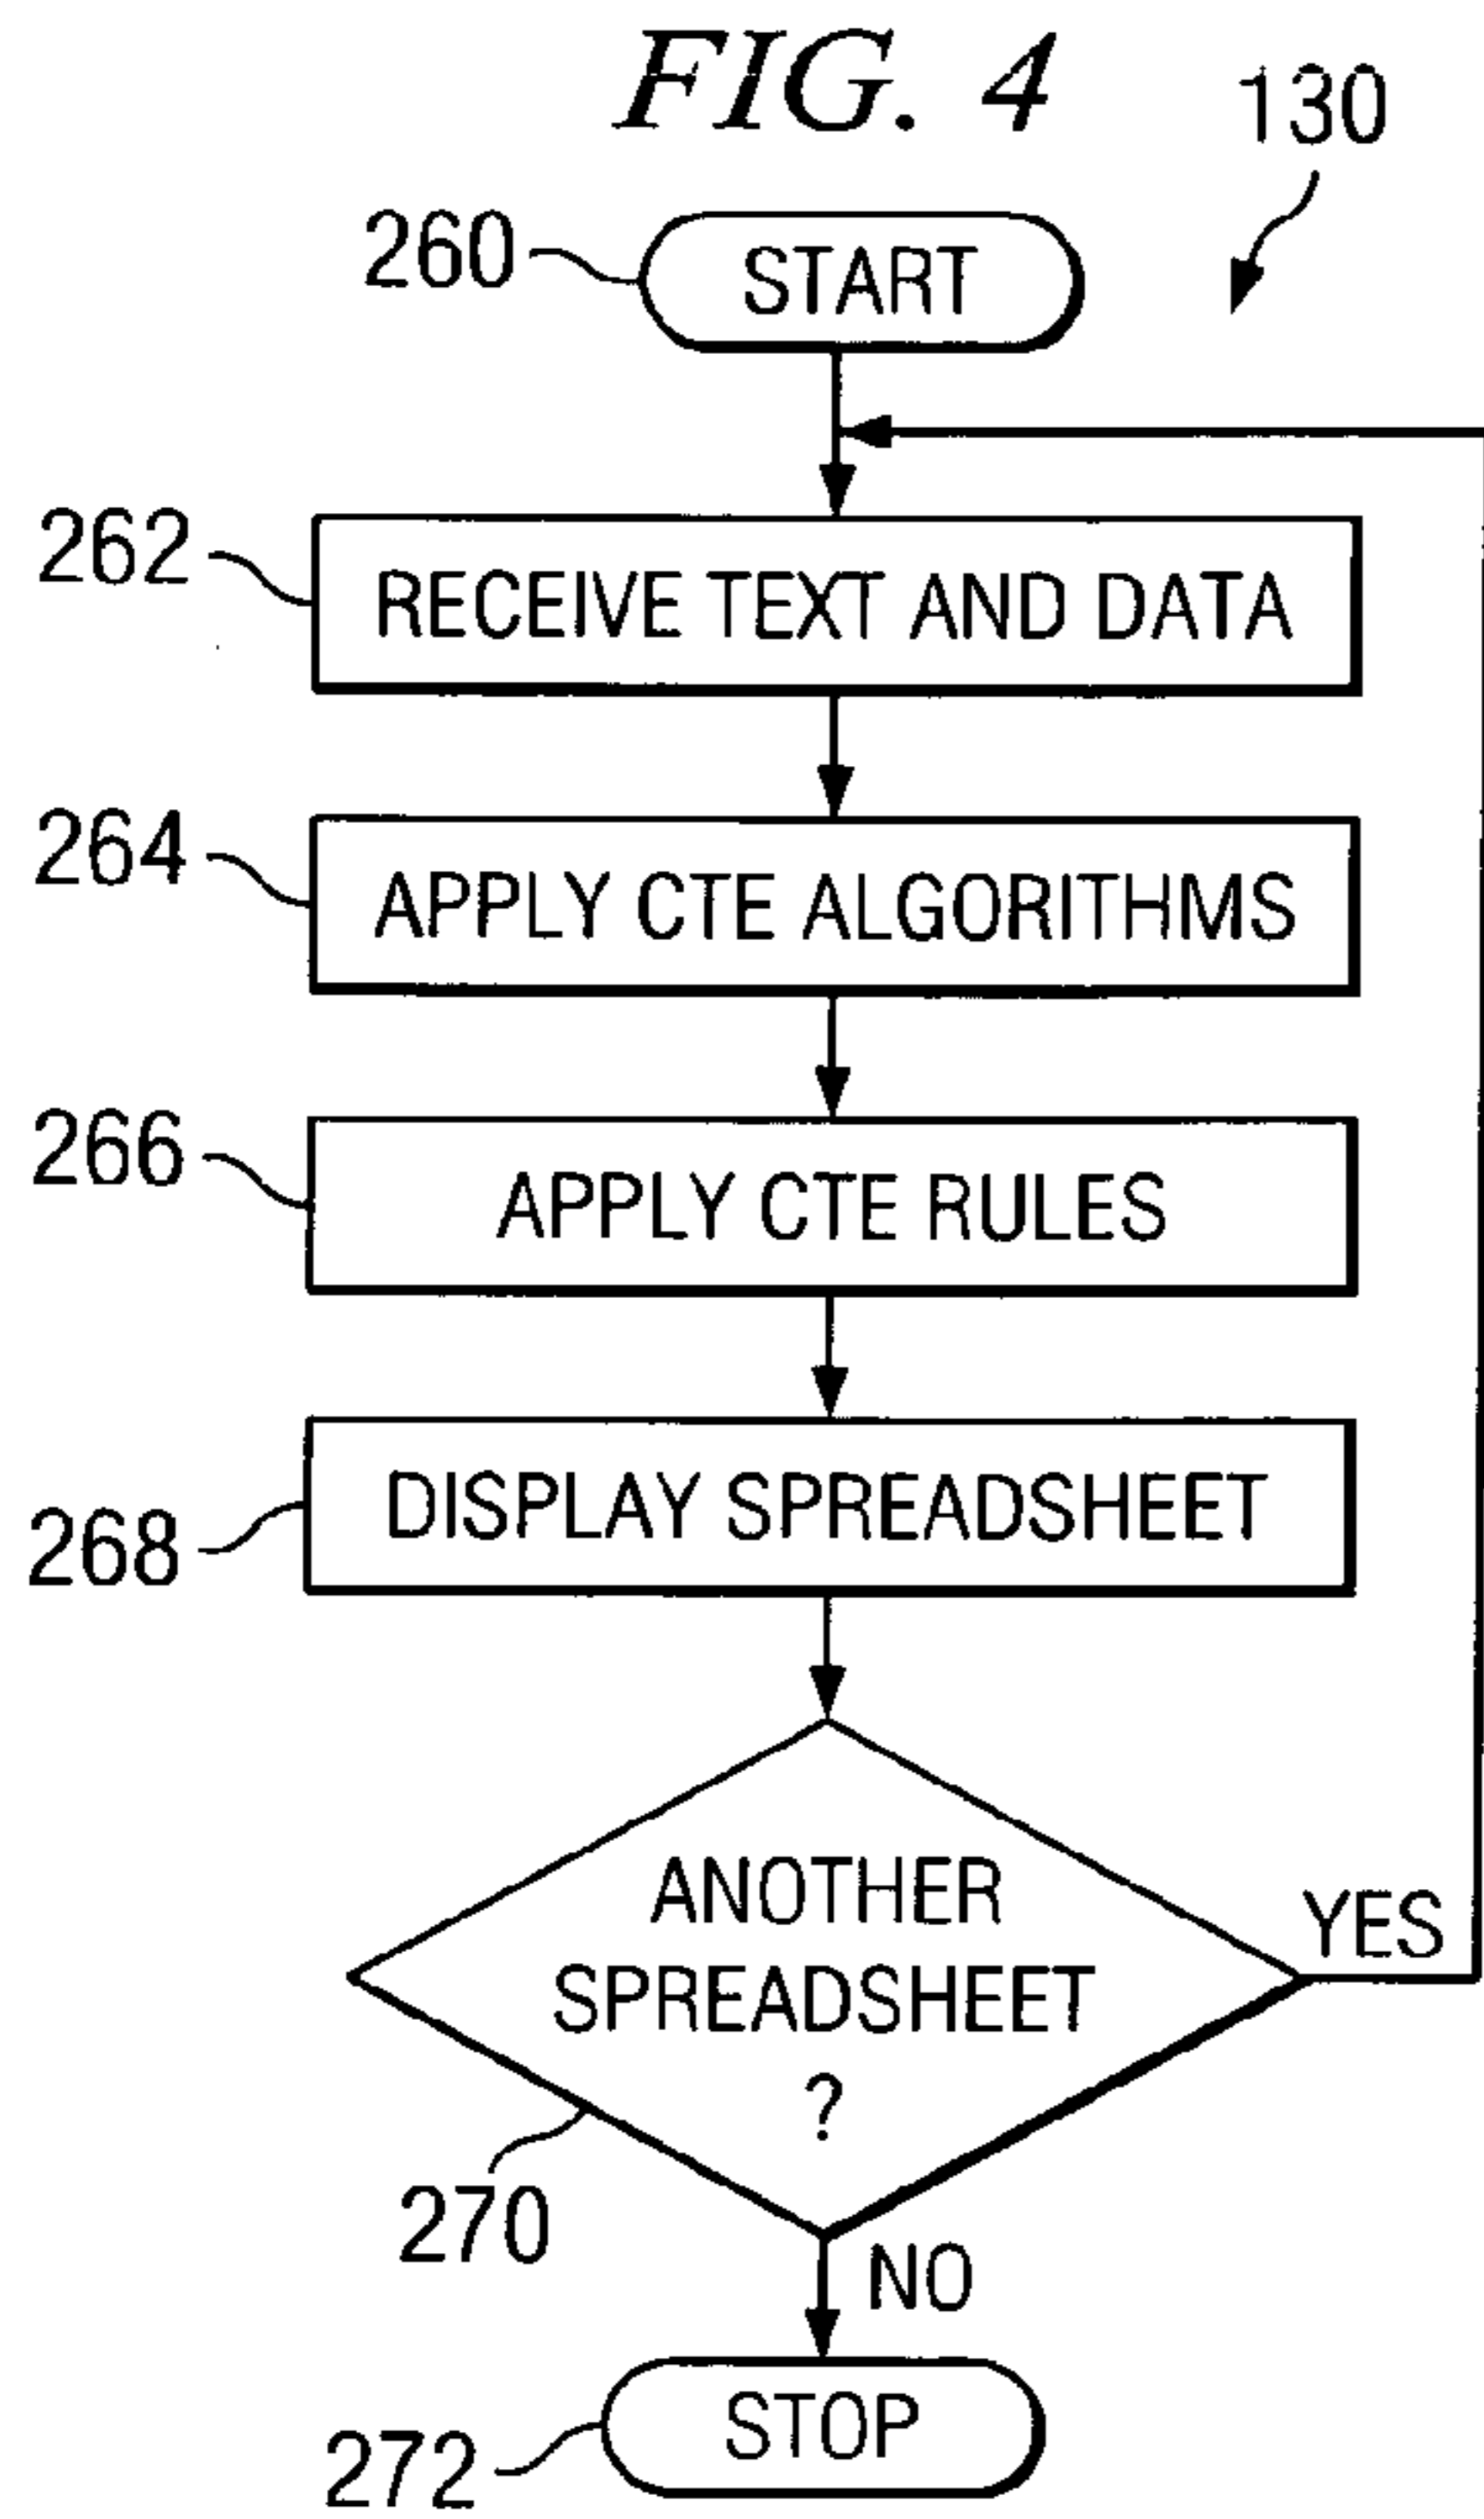 FIG. 4
130
260
START
262
RECEIVE TEXT AND DATA
264
APPLY CTE ALGORITHMS
266
APPLY CTE RULES
268
DISPLAY SPREADSHEET
ANOTHER
SPREADSHEET
?
YES
270
NO
272
STOP